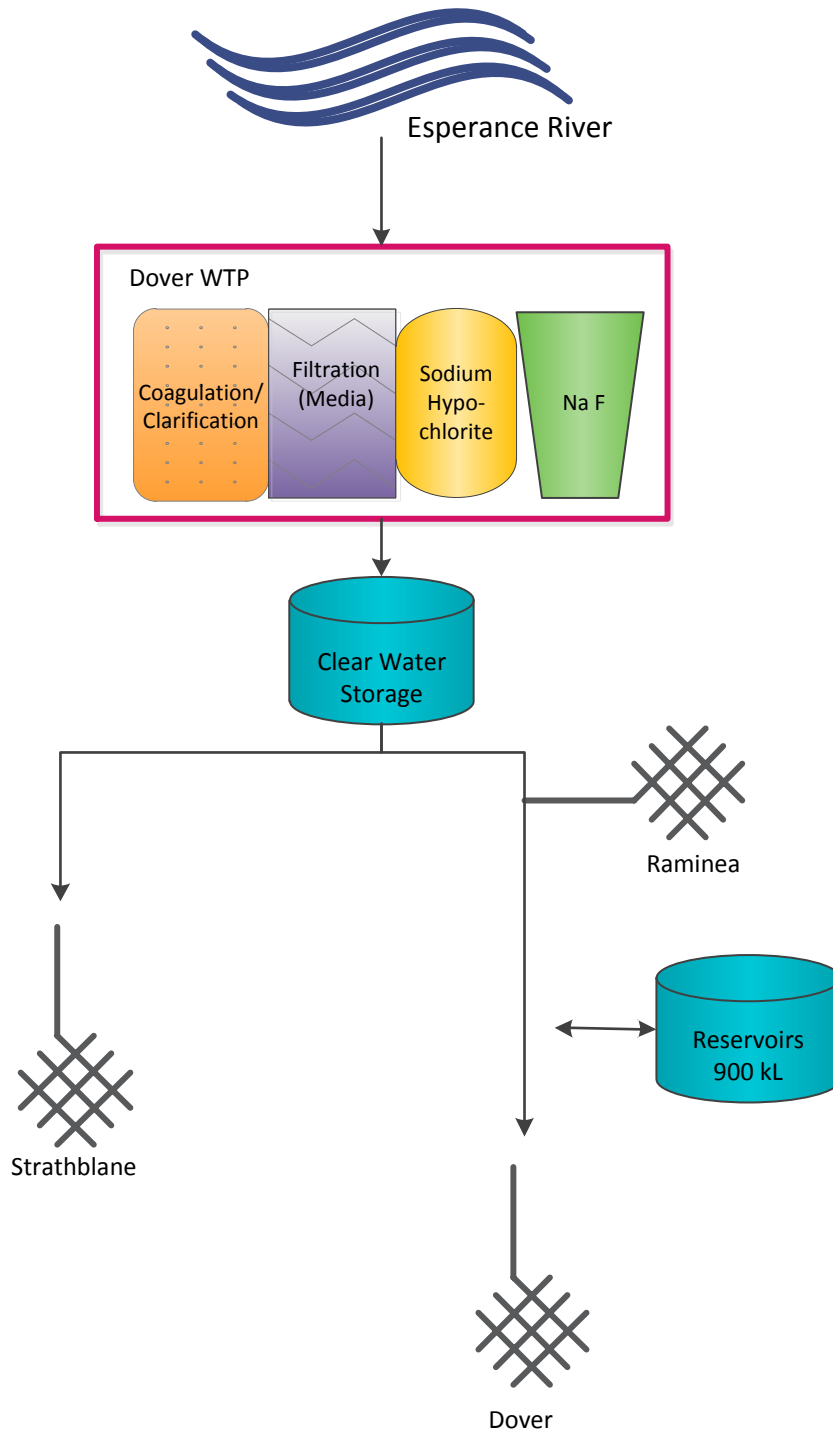 Esperance River
Dover WTP
Coagulation/
Clarification
Filtration
(Media)
Sodium
Hypo-
chlorite
Na F
Clear Water
Storage
Raminea
Reservoirs
900 kL
Strathblane
Dover